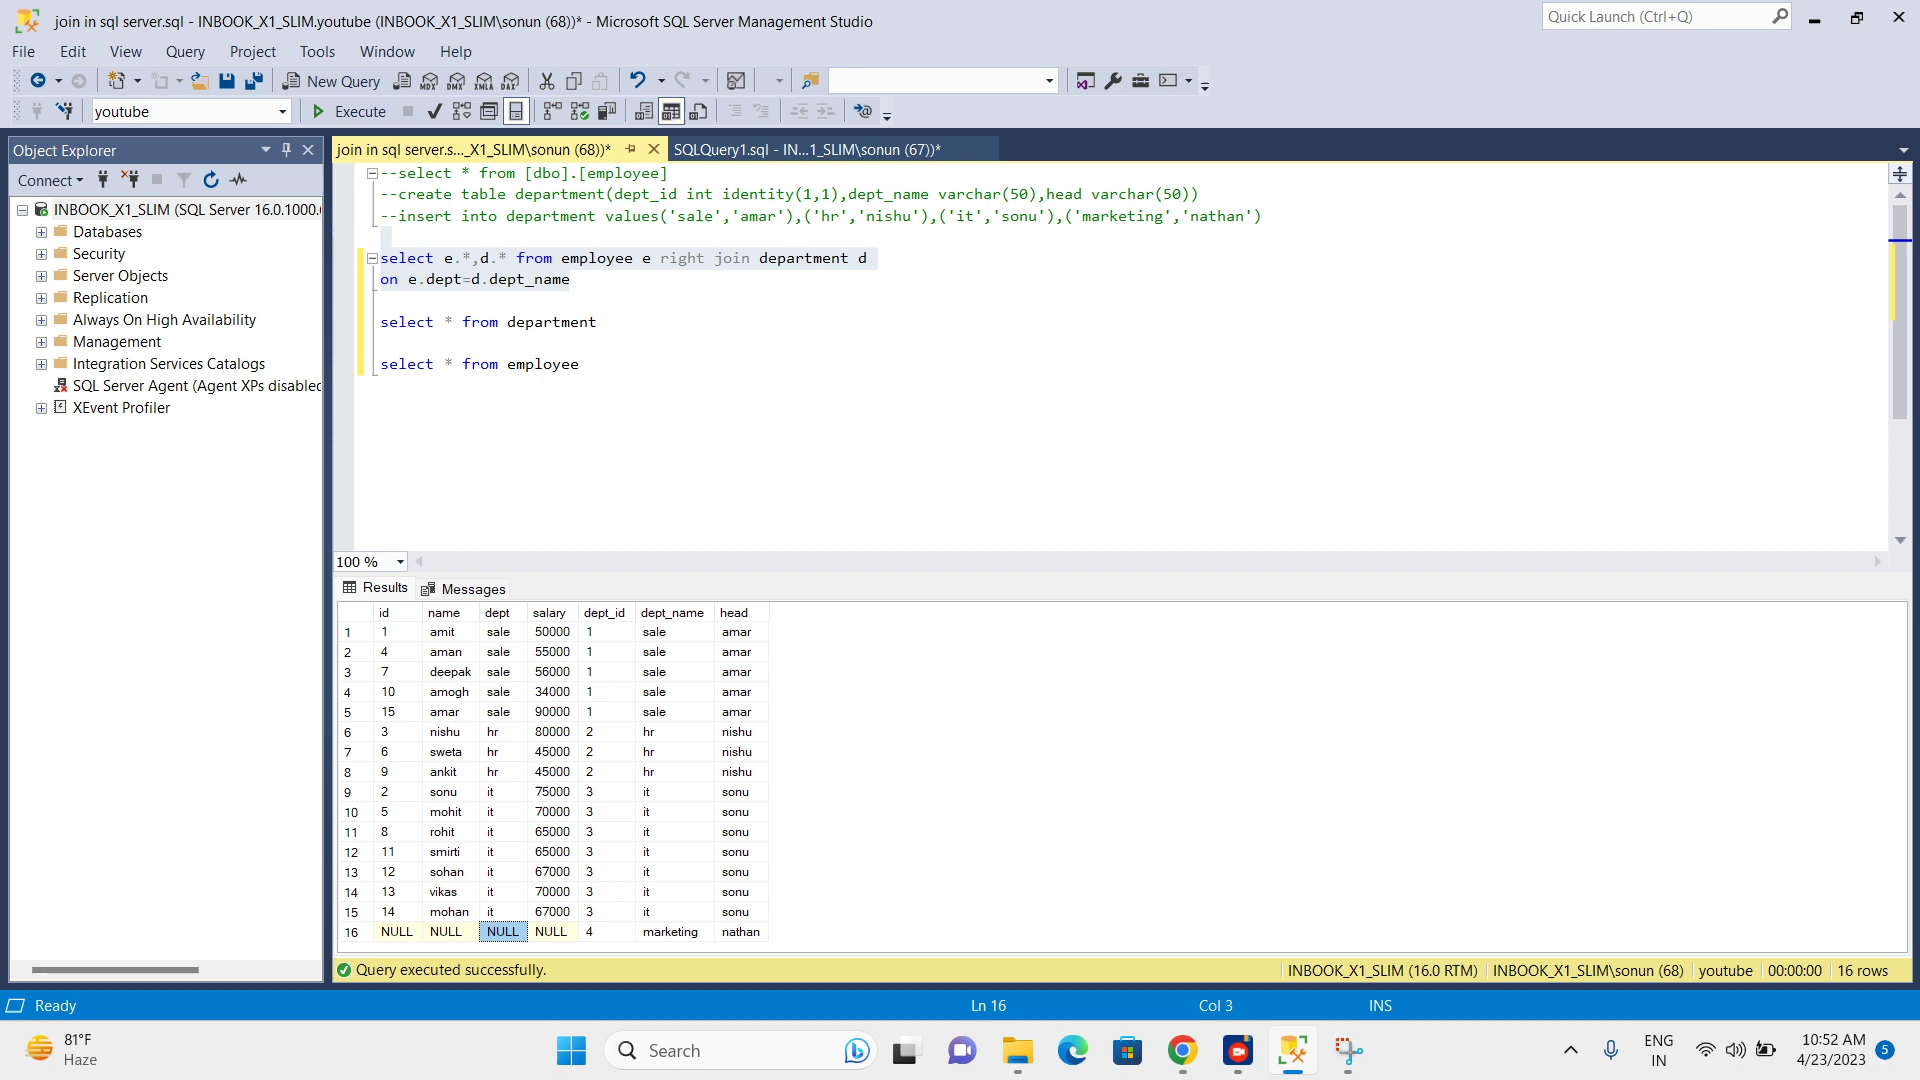 join in sql server.sql - INBOOK_X1_SLIM.youtube (INBOOK_X1_SLIM\sonun (68))* - Microsoft SQL Server Management Studio
Quick Launch (Ctrl+Q)
File Edit View Query Project Tools Window Help
New Query MDX DMX XMLA DAX
youtube Execute
Object Explorer
join in sql server.s..._X1_SLIM\sonun (68))* SQLQuery1.sql - IN...1_SLIM\sonun (67))*
Connect
INBOOK_X1_SLIM (SQL Server 16.0.1000.
Databases
Security
Server Objects
Replication
Always On High Availability
Management
Integration Services Catalogs
SQL Server Agent (Agent XPs disabled
XEvent Profiler
--select * from [dbo].[employee]
--create table department(dept_id int identity(1,1),dept_name varchar(50),head varchar(50))
--insert into department values('sale','amar'),('hr','nishu'),('it','sonu'),('marketing','nathan')
select e.*,d.* from employee e right join department d
on e.dept=d.dept_name
select * from department
select * from employee
100 %
Results Messages
id name dept salary dept_id dept_name head
1 1 amit sale 50000 1 sale amar
2 4 aman sale 55000 1 sale amar
3 7 deepak sale 56000 1 sale amar
4 10 amogh sale 34000 1 sale amar
5 15 amar sale 90000 1 sale amar
6 3 nishu hr 80000 2 hr nishu
7 6 sweta hr 45000 2 hr nishu
8 9 ankit hr 45000 2 hr nishu
9 2 sonu it 75000 3 it sonu
10 5 mohit it 70000 3 it sonu
11 8 rohit it 65000 3 it sonu
12 11 smirti it 65000 3 it sonu
13 12 sohan it 67000 3 it sonu
14 13 vikas it 70000 3 it sonu
15 14 mohan it 67000 3 it sonu
16 NULL NULL NULL NULL 4 marketing nathan
Query executed successfully. INBOOK_X1_SLIM (16.0 RTM) INBOOK_X1_SLIM\sonun (68) youtube 00:00:00 16 rows
Ready Ln 16 Col 3 INS
81°F
Haze
Search
ENG
IN
10:52 AM
4/23/2023
5